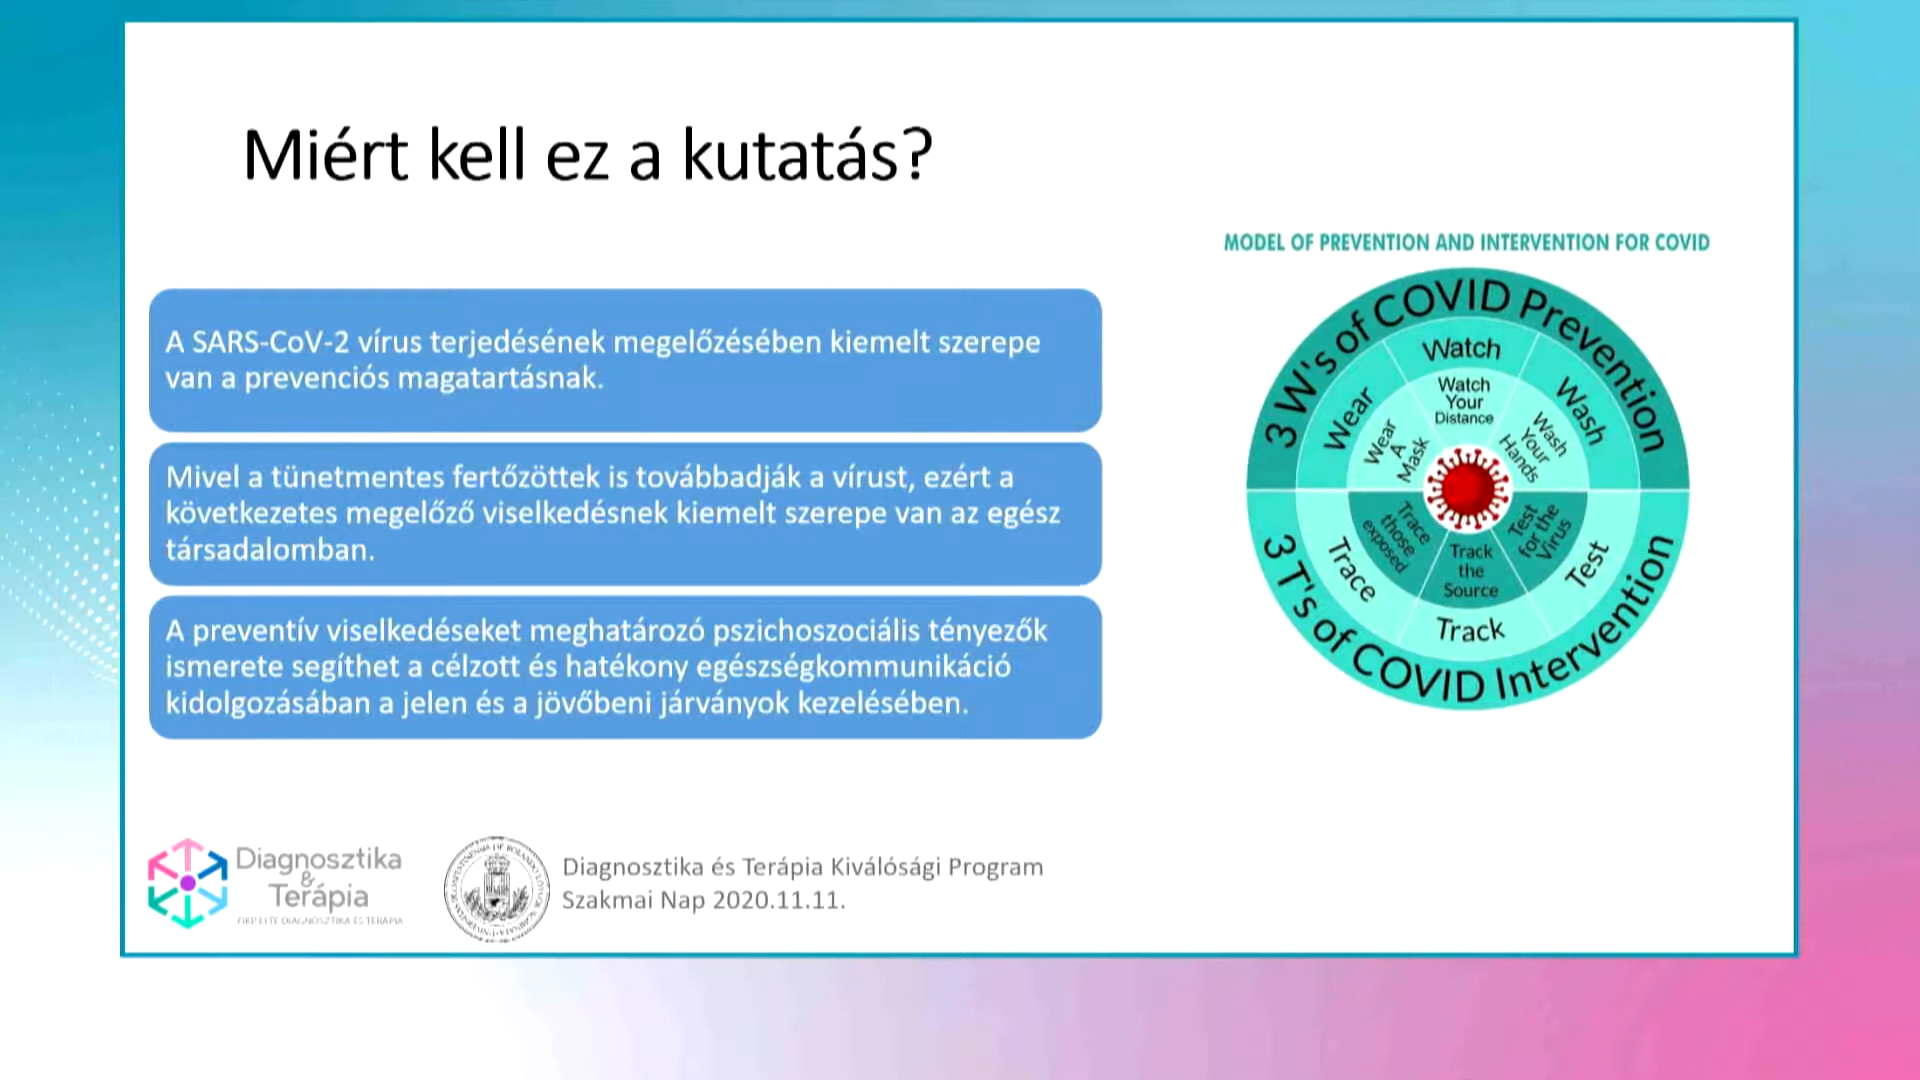 Miért kell ez a kutatás?
A SARS-CoV-2 vírus terjedésének megelőzésében kiemelt szerepe
van a prevenciós magatartásnak.
Mivel a tünetmentes fertőzöttek is továbbadják a vírust, ezért a
következetes megelőző viselkedésnek kiemelt szerepe van az egész
társadalomban.
A preventív viselkedéseket meghatározó pszichoszociális tényezők
ismerete segíthet a célzott és hatékony egészségkommunikáció
kidolgozásában a jelen és a jövőbeni járványok kezelésében.
MODEL OF PREVENTION AND INTERVENTION FOR COVID
3 W's of COVID Prevention
Wear
Watch
Wash
Wear
A
Mask
Watch
Your
Distance
Wash
Your
Hands
Trace
those
exposed
Track
the
Source
Test
for the
Virus
Trace
Track
Test
3 T's of COVID Intervention
Diagnosztika
&
Terápia
FIKP ELTE DIAGNOSZTIKA ÉS TERÁPIA
Diagnosztika és Terápia Kiválósági Program
Szakmai Nap 2020.11.11.